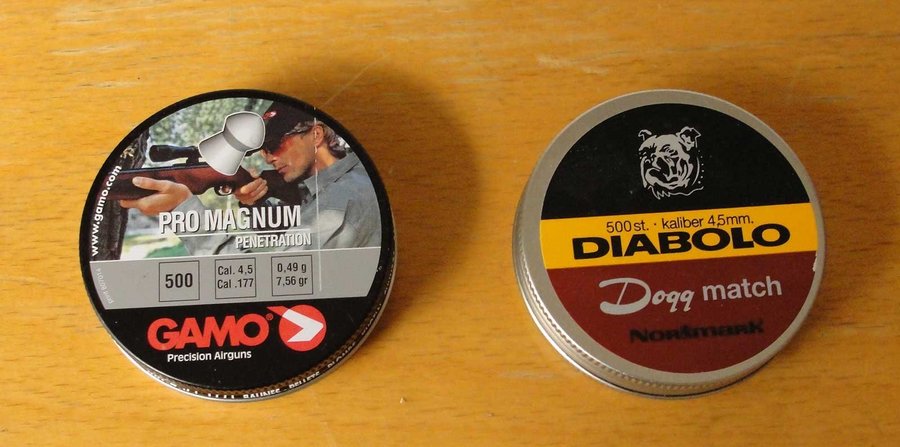 www.gamo.com
PRO MAGNUM
PENETRATION
500
Cal. 4,5
Cal .177
0,49 g
7,56 gr
GAMO®
Precision Airguns
PELLETS
500 st. · kaliber 4,5mm.
DIABOLO
Dogg match
Normark